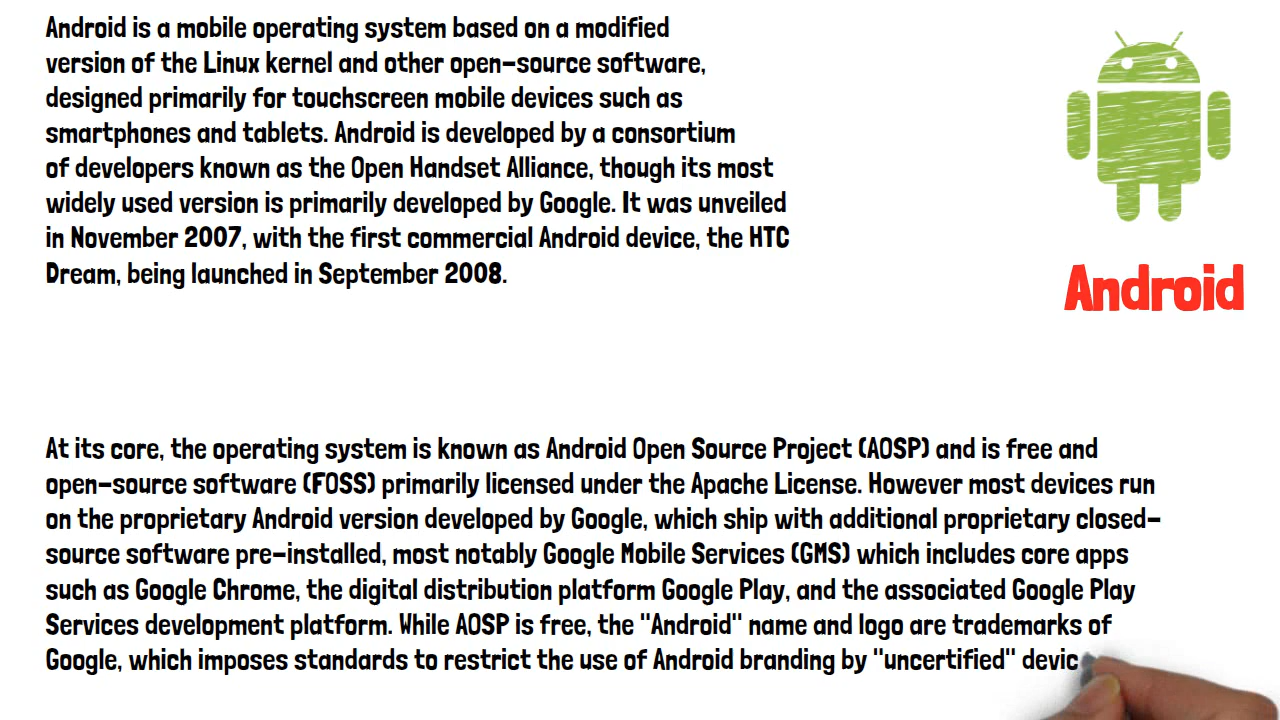 Android is a mobile operating system based on a modified
version of the Linux kernel and other open-source software,
designed primarily for touchscreen mobile devices such as
smartphones and tablets. Android is developed by a consortium
of developers known as the Open Handset Alliance, though its most
widely used version is primarily developed by Google. It was unveiled
in November 2007, with the first commercial Android device, the HTC
Dream, being launched in September 2008.
Android
At its core, the operating system is known as Android Open Source Project (AOSP) and is free and
open-source software (FOSS) primarily licensed under the Apache License. However most devices run
on the proprietary Android version developed by Google, which ship with additional proprietary closed-
source software pre-installed, most notably Google Mobile Services (GMS) which includes core apps
such as Google Chrome, the digital distribution platform Google Play, and the associated Google Play
Services development platform. While AOSP is free, the "Android" name and logo are trademarks of
Google, which imposes standards to restrict the use of Android branding by "uncertified" devic